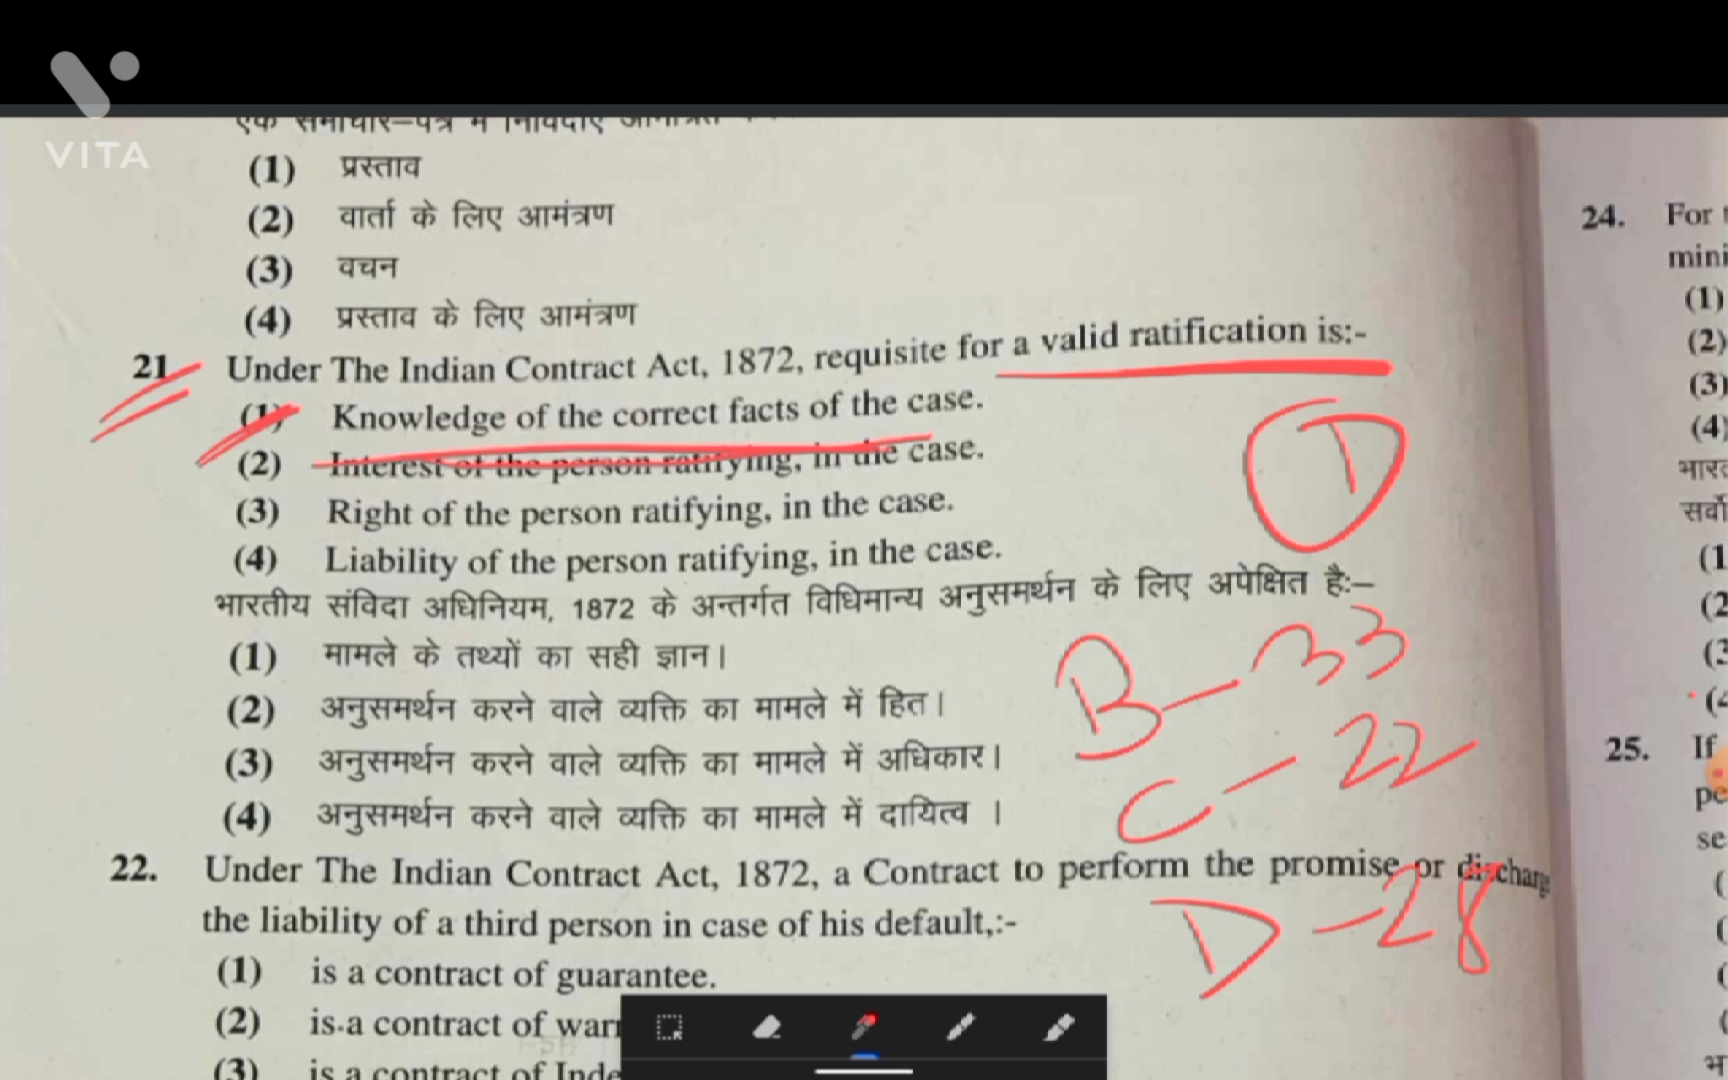 VITA
(1) प्रस्ताव
(2) वार्ता के लिए आमंत्रण
(3) वचन
(4) प्रस्ताव के लिए आमंत्रण
21 Under The Indian Contract Act, 1872, requisite for a valid ratification is:-
(1) Knowledge of the correct facts of the case.
(2) Interest of the person ratifying, in the case.
(3) Right of the person ratifying, in the case.
(4) Liability of the person ratifying, in the case.
D
भारतीय संविदा अधिनियम, 1872 के अन्तर्गत विधिमान्य अनुसमर्थन के लिए अपेक्षित है:–
(1) मामले के तथ्यों का सही ज्ञान।
(2) अनुसमर्थन करने वाले व्यक्ति का मामले में हित।
(3) अनुसमर्थन करने वाले व्यक्ति का मामले में अधिकार।
(4) अनुसमर्थन करने वाले व्यक्ति का मामले में दायित्व ।
B - 33
C - 22
D - 28
22. Under The Indian Contract Act, 1872, a Contract to perform the promise or discharg
the liability of a third person in case of his default,:-
(1) is a contract of guarantee.
(2) is a contract of
(3) is a contract of
24. For
(1)
(2)
(3)
(4)
25. If